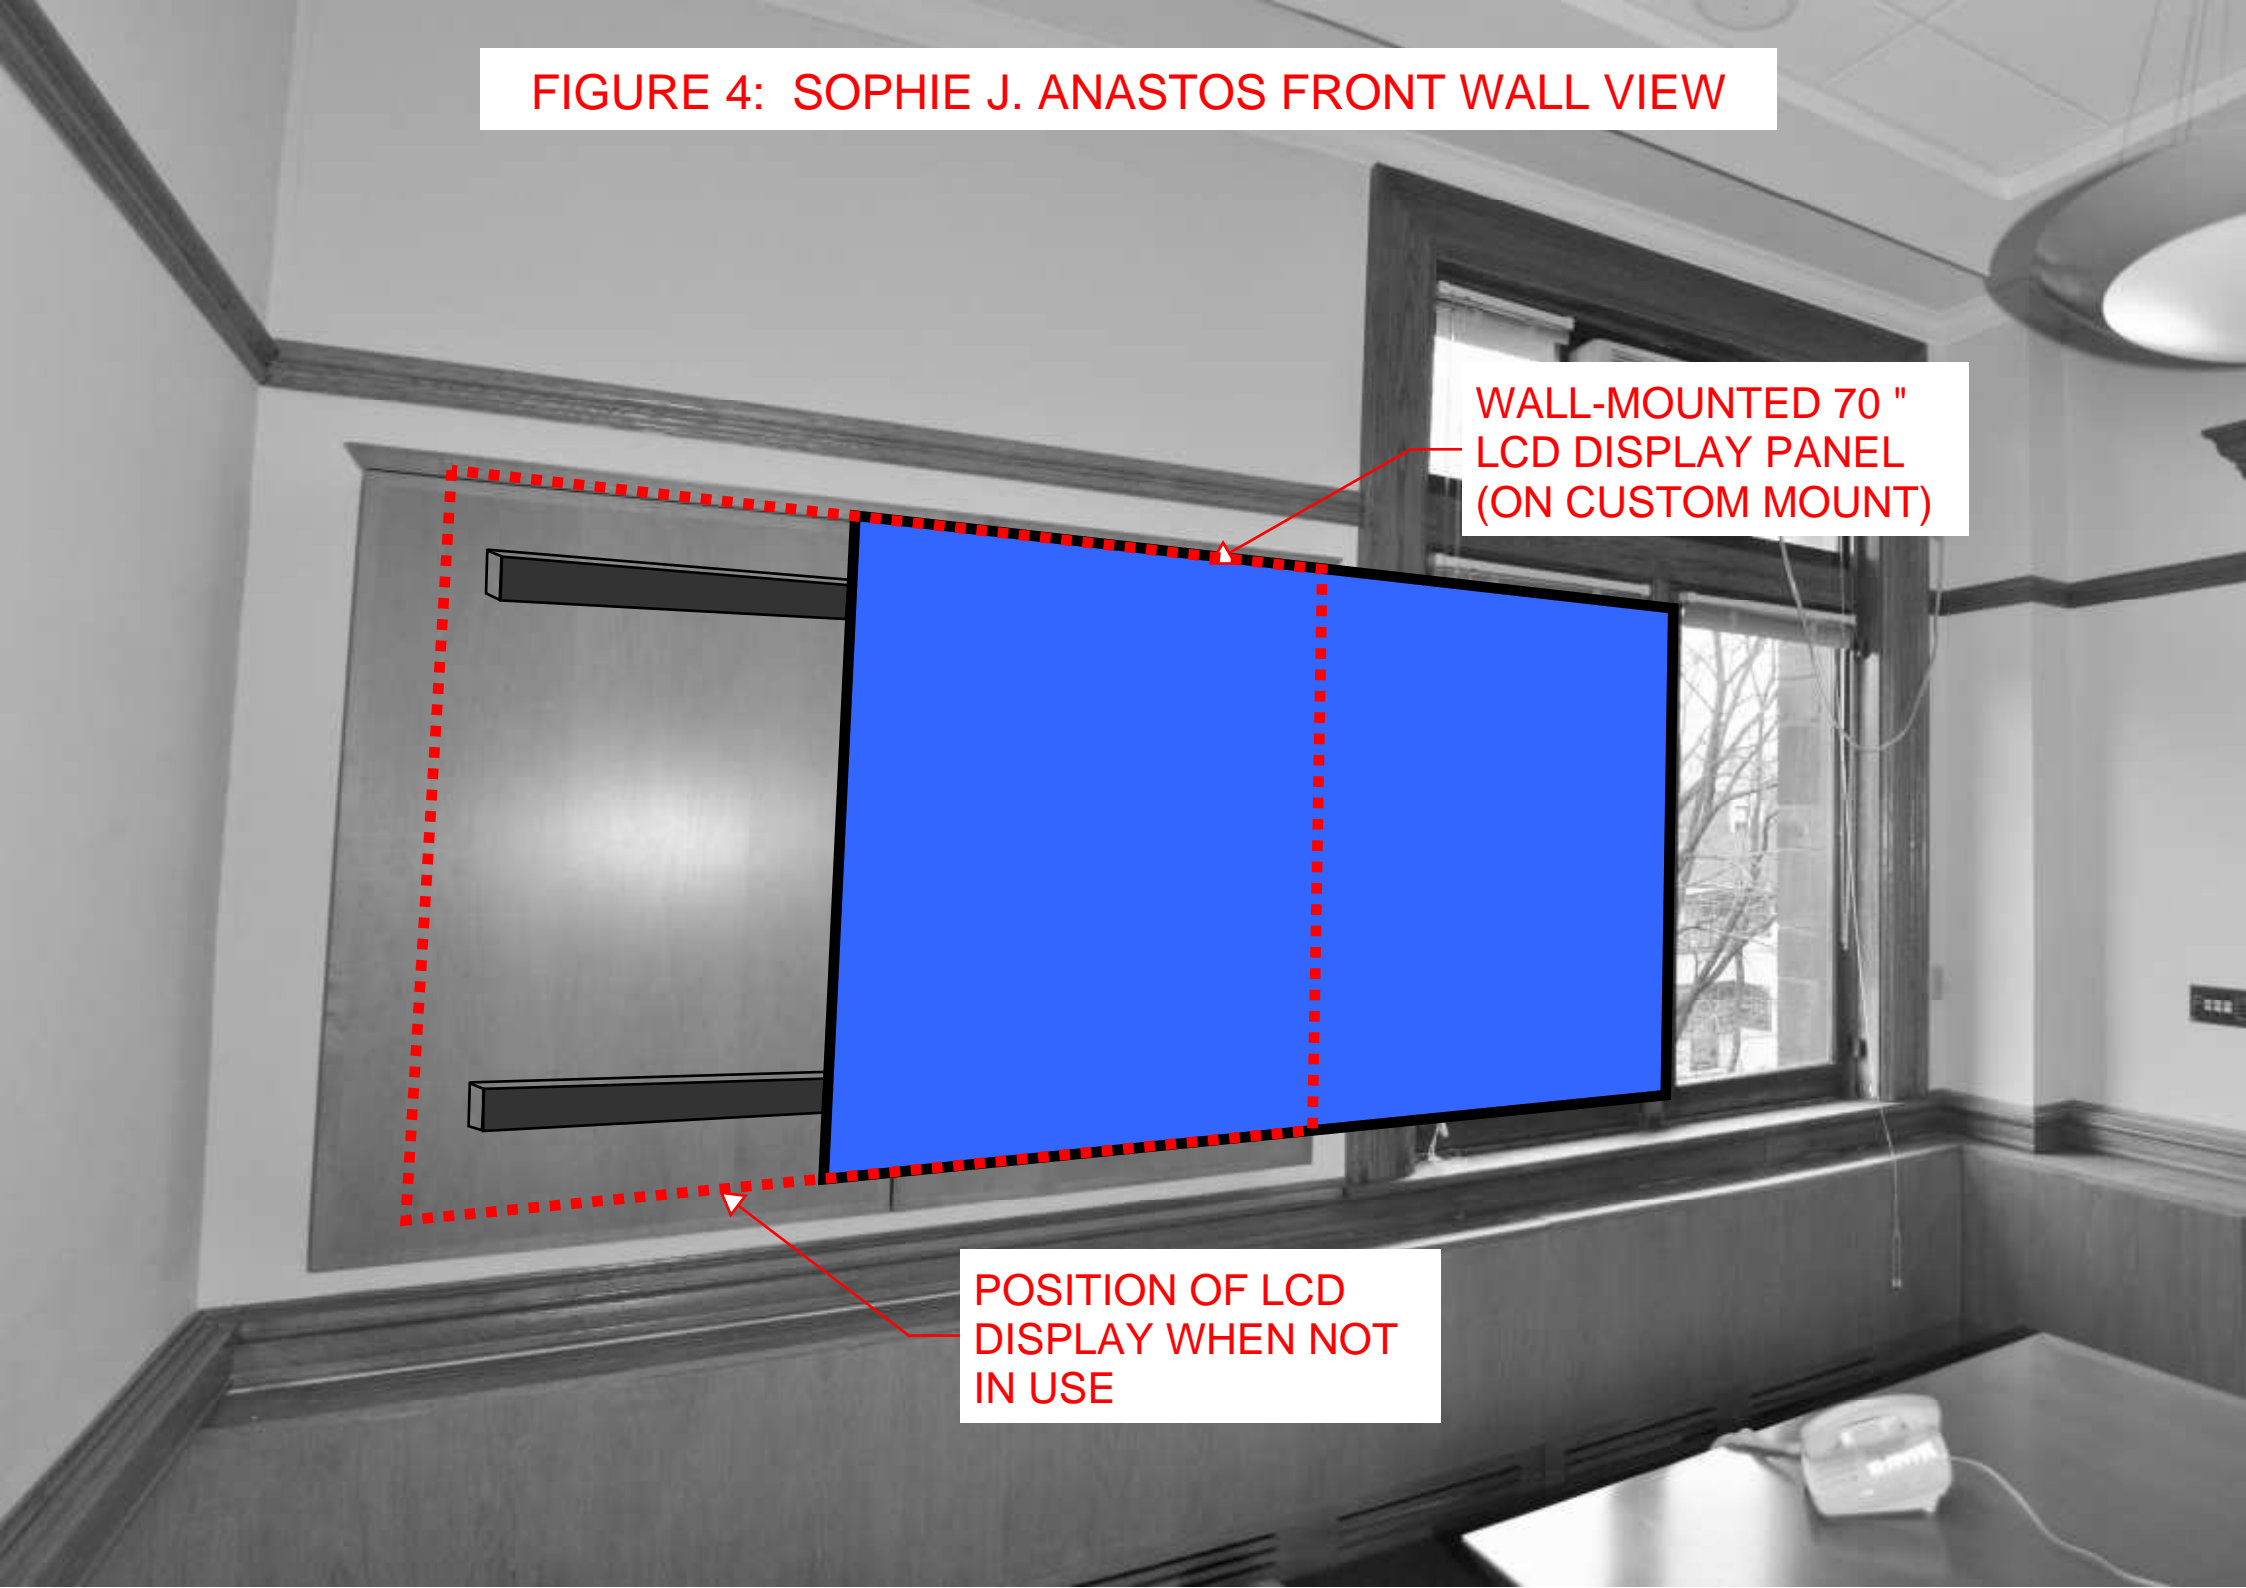 FIGURE 4: SOPHIE J. ANASTOS FRONT WALL VIEW
WALL-MOUNTED 70 "
LCD DISPLAY PANEL
(ON CUSTOM MOUNT)
POSITION OF LCD
DISPLAY WHEN NOT
IN USE